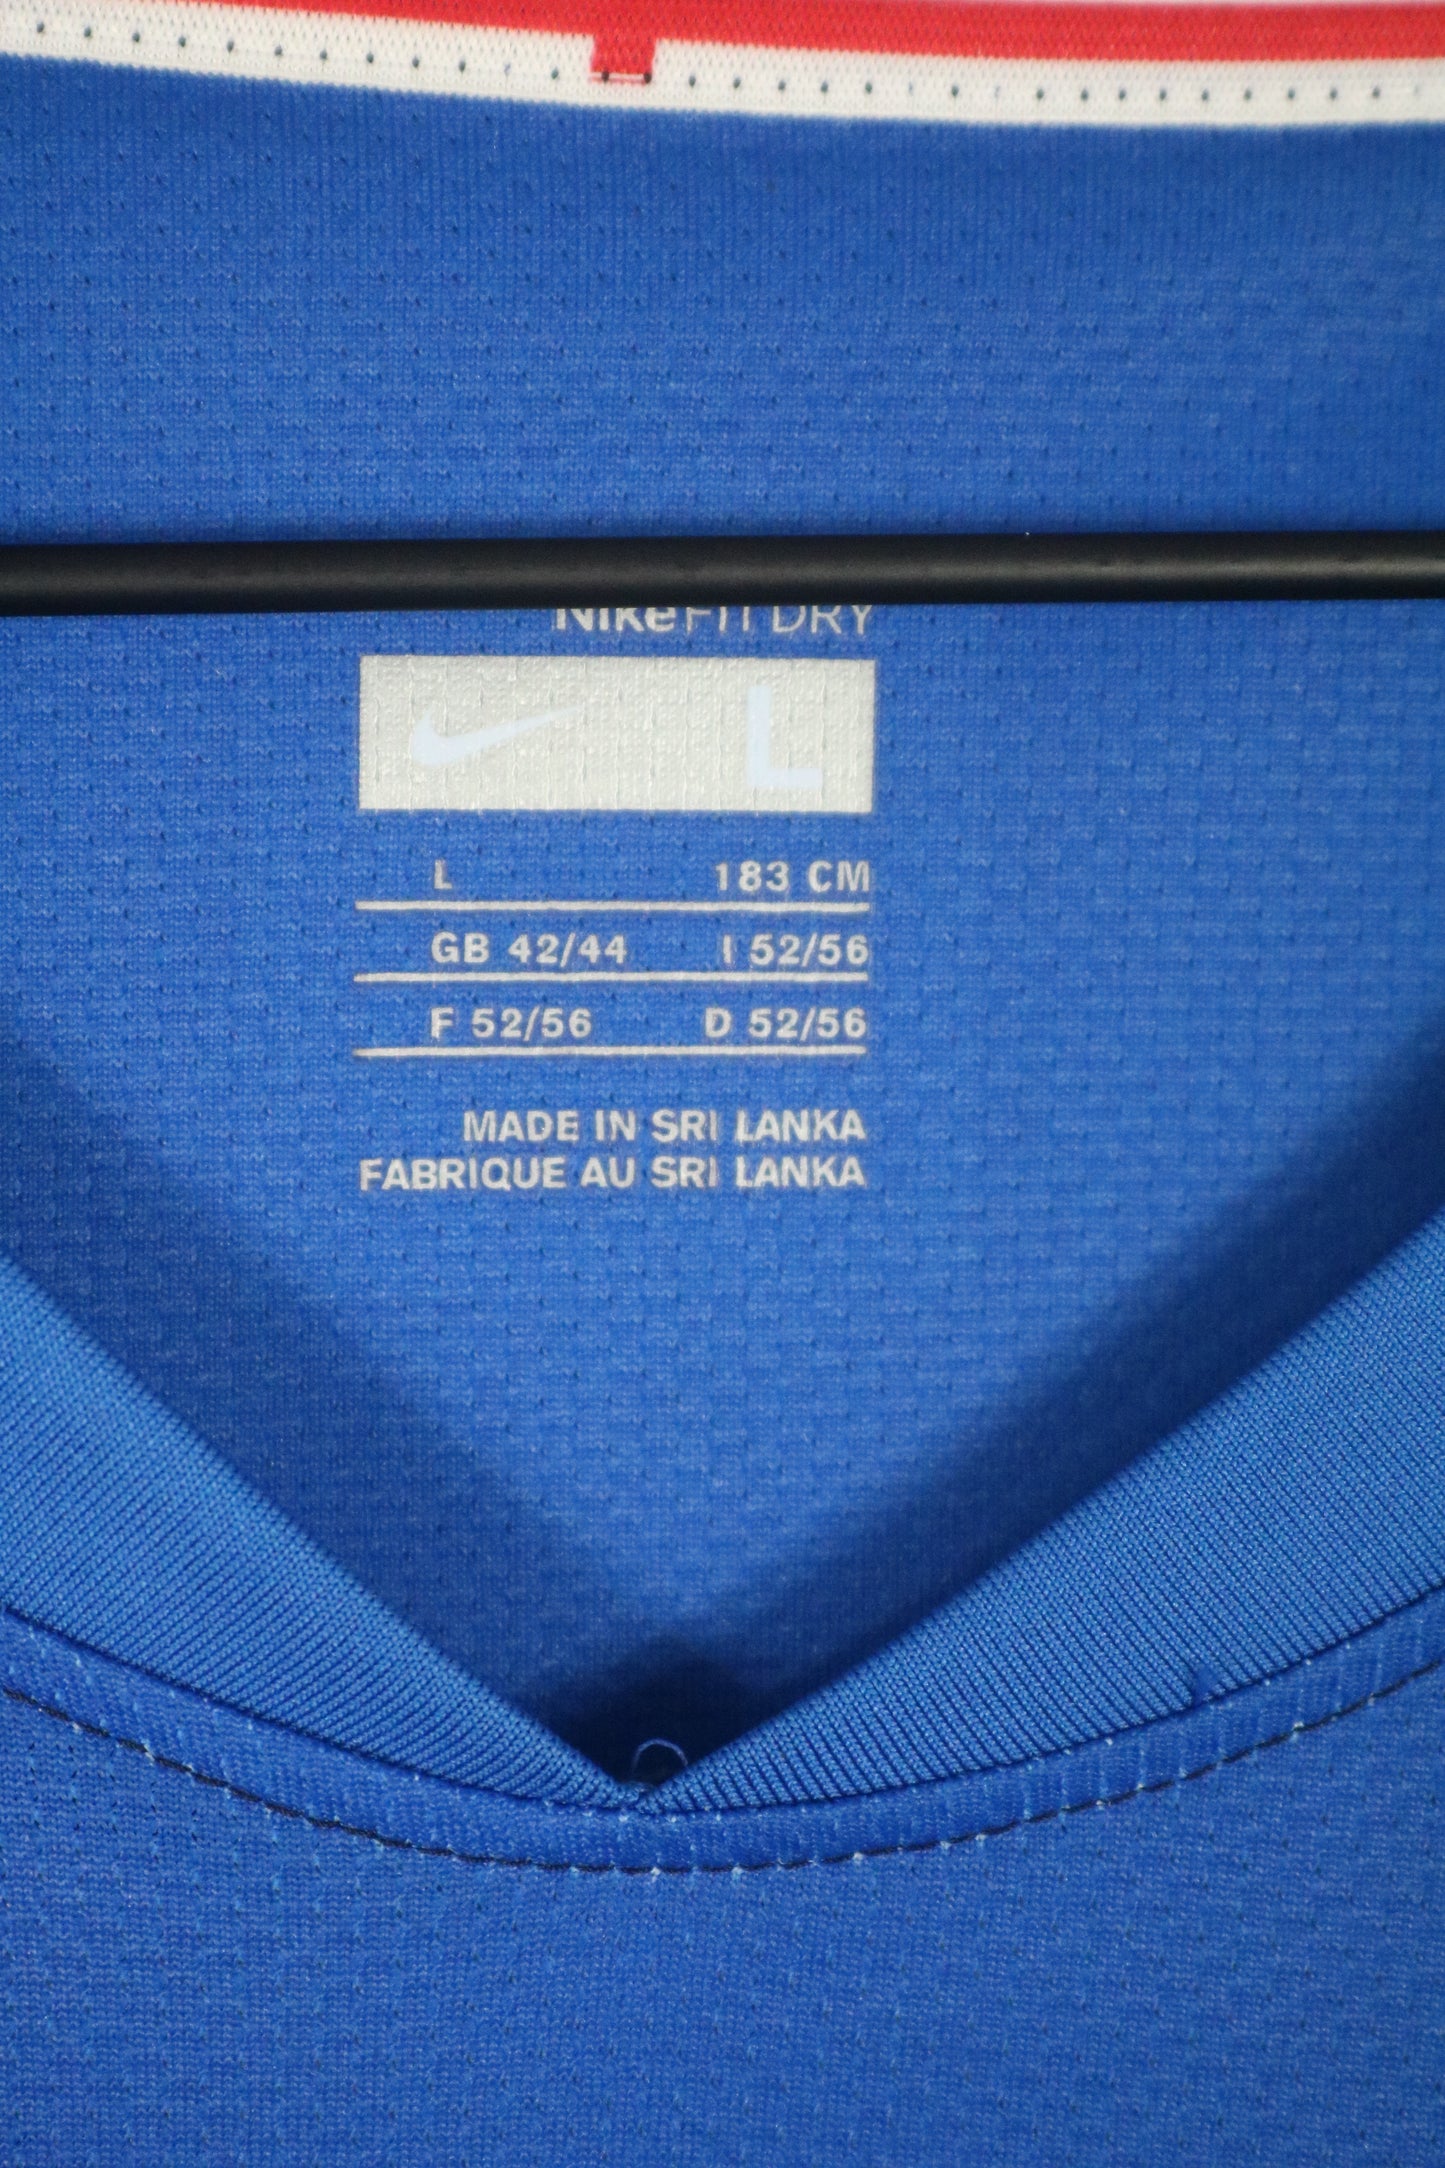 NikeFIT DRY
L
L 183 CM
GB 42/44 I 52/56
F 52/56 D 52/56
MADE IN SRI LANKA
FABRIQUE AU SRI LANKA